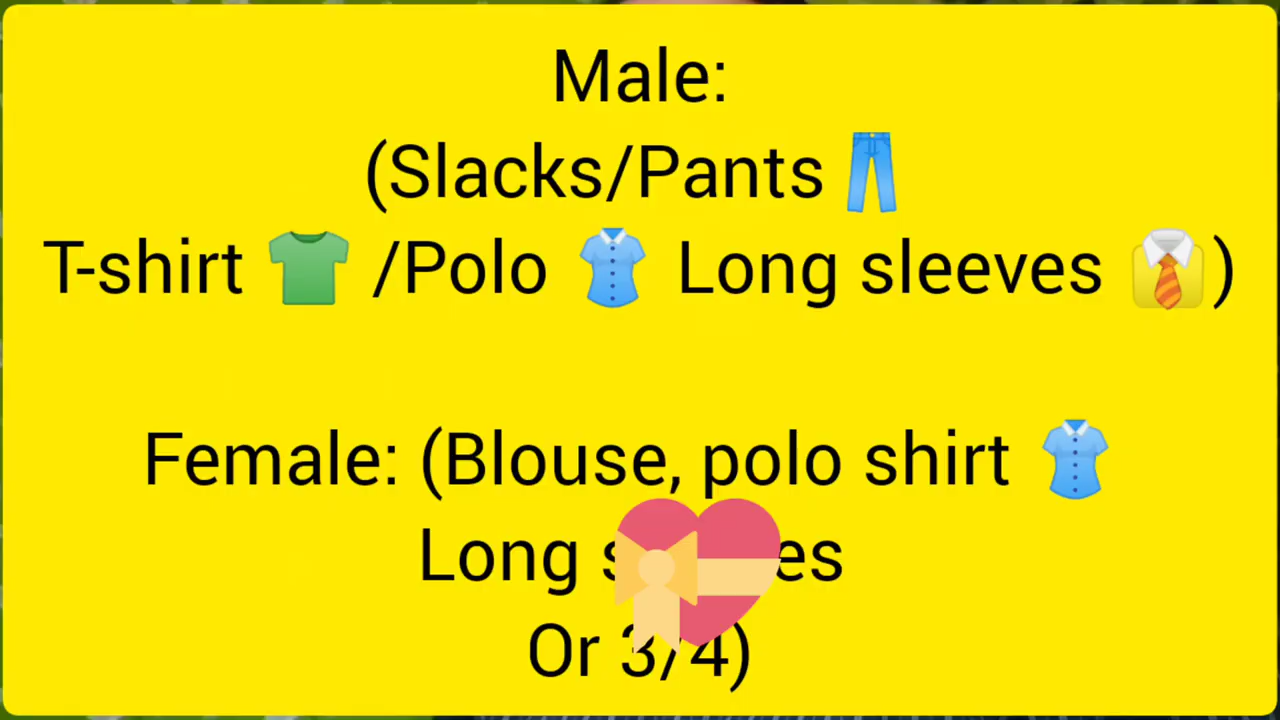 Male:
(Slacks/Pants 👖
T-shirt 👕 /Polo 👚 Long sleeves 👔)
Female: (Blouse, polo shirt 👚
Long
Or 3/4)